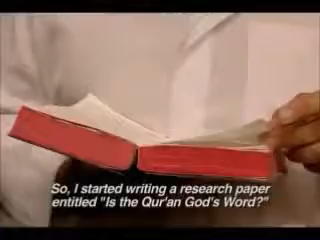 So, I started writing a research paper
entitled "Is the Qur'an God's Word?"